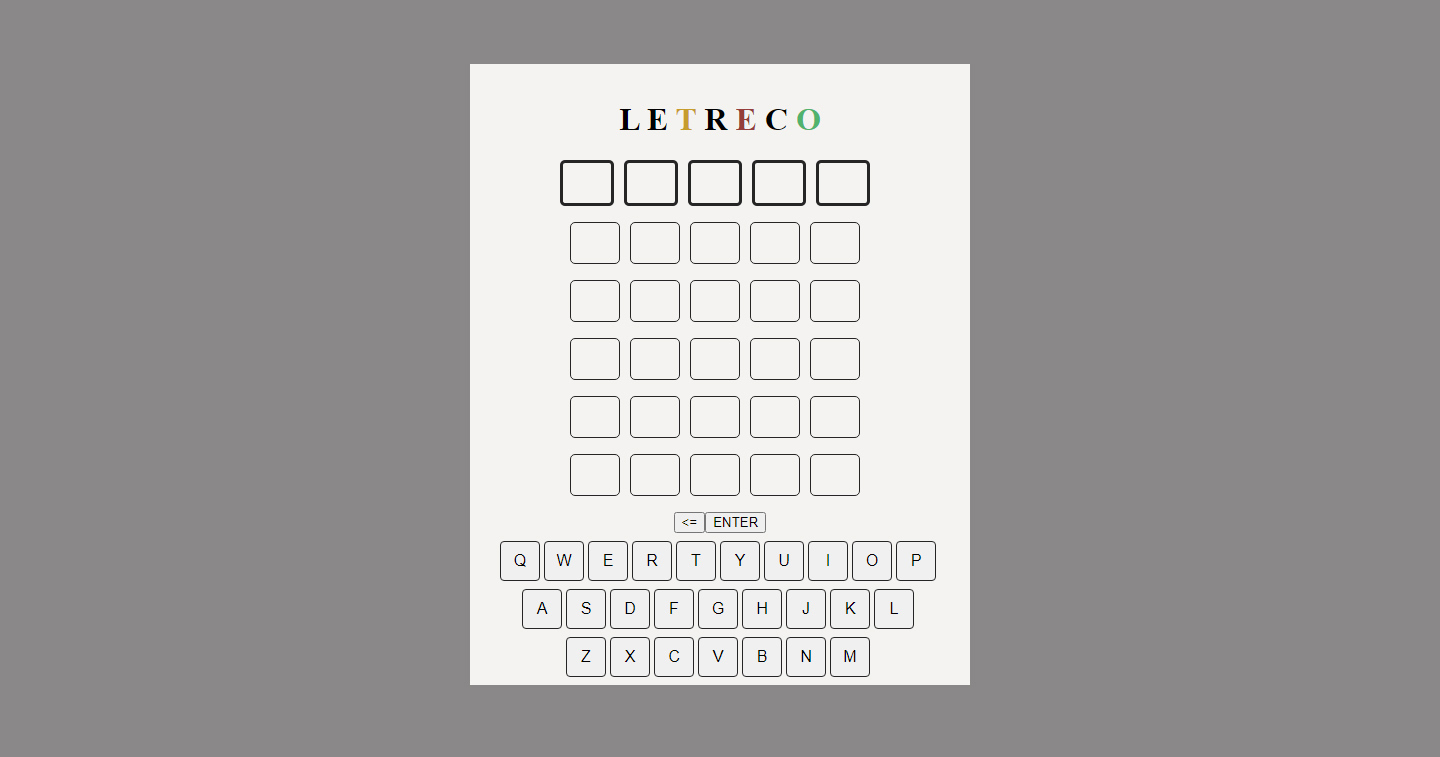 LETRECO
<= ENTER
Q W E R T Y U I O P
A S D F G H J K L
Z X C V B N M